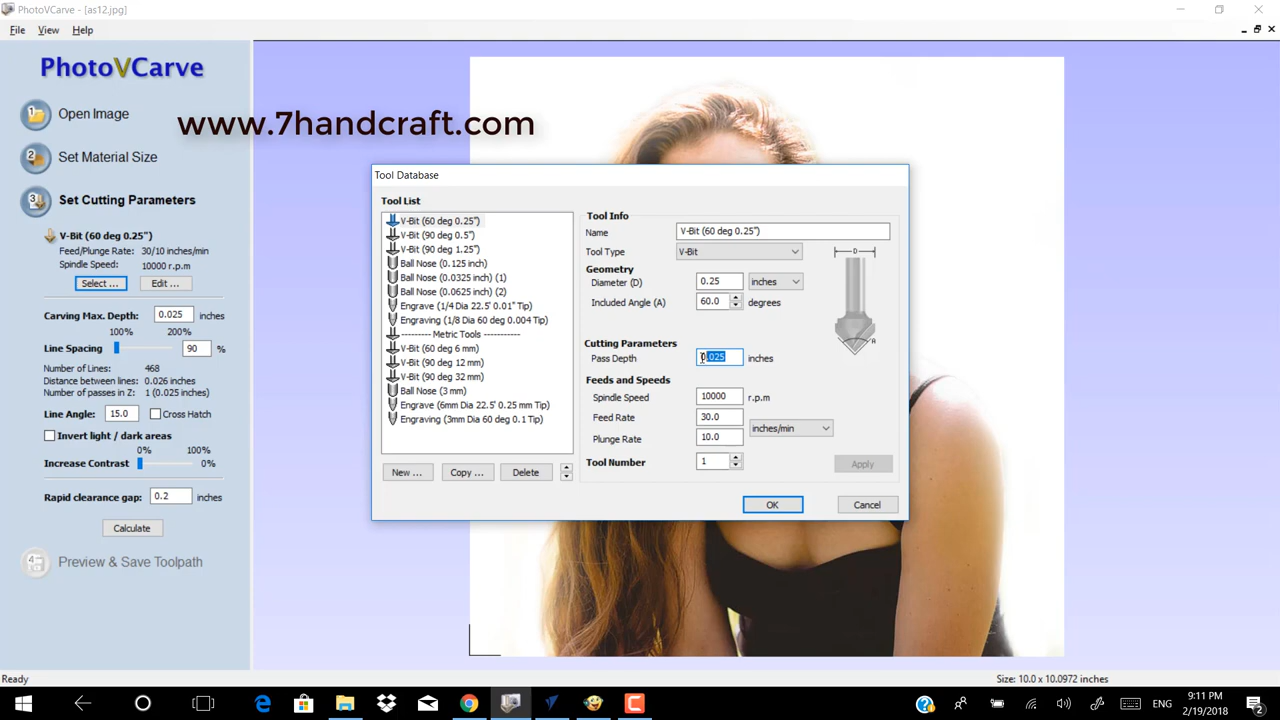 PhotoVCarve - [as12.jpg]
File View Help
PhotoVCarve
www.7handcraft.com
1 Open Image
2 Set Material Size
3 Set Cutting Parameters
V-Bit (60 deg 0.25")
Feed/Plunge Rate: 30/10 inches/min
Spindle Speed: 10000 r.p.m
Select ... Edit ...
Carving Max. Depth: 0.025 inches
100% 200%
Line Spacing 90 %
Number of Lines: 468
Distance between lines: 0.026 inches
Number of passes in Z: 1 (0.025 inches)
Line Angle: 15.0 Cross Hatch
Invert light / dark areas
0% 100%
Increase Contrast 0%
Rapid clearance gap: 0.2 inches
Calculate
4 Preview & Save Toolpath
Tool Database
Tool List
V-Bit (60 deg 0.25")
V-Bit (90 deg 0.5")
V-Bit (90 deg 1.25")
Ball Nose (0.125 inch)
Ball Nose (0.0325 inch) (1)
Ball Nose (0.0625 inch) (2)
Engrave (1/4 Dia 22.5' 0.01" Tip)
Engraving (1/8 Dia 60 deg 0.004 Tip)
--------- Metric Tools -----------
V-Bit (60 deg 6 mm)
V-Bit (90 deg 12 mm)
V-Bit (90 deg 32 mm)
Ball Nose (3 mm)
Engrave (6mm Dia 22.5' 0.25 mm Tip)
Engraving (3mm Dia 60 deg 0.1 Tip)
New ... Copy ... Delete
Tool Info
Name V-Bit (60 deg 0.25")
Tool Type V-Bit
Geometry
Diameter (D) 0.25 inches
Included Angle (A) 60.0 degrees
D
A
Cutting Parameters
Pass Depth 0.025 inches
Feeds and Speeds
Spindle Speed 10000 r.p.m
Feed Rate 30.0
inches/min
Plunge Rate 10.0
Tool Number 1
Apply
OK Cancel
Ready Size: 10.0 x 10.0972 inches
ENG
9:11 PM
2/19/2018
2